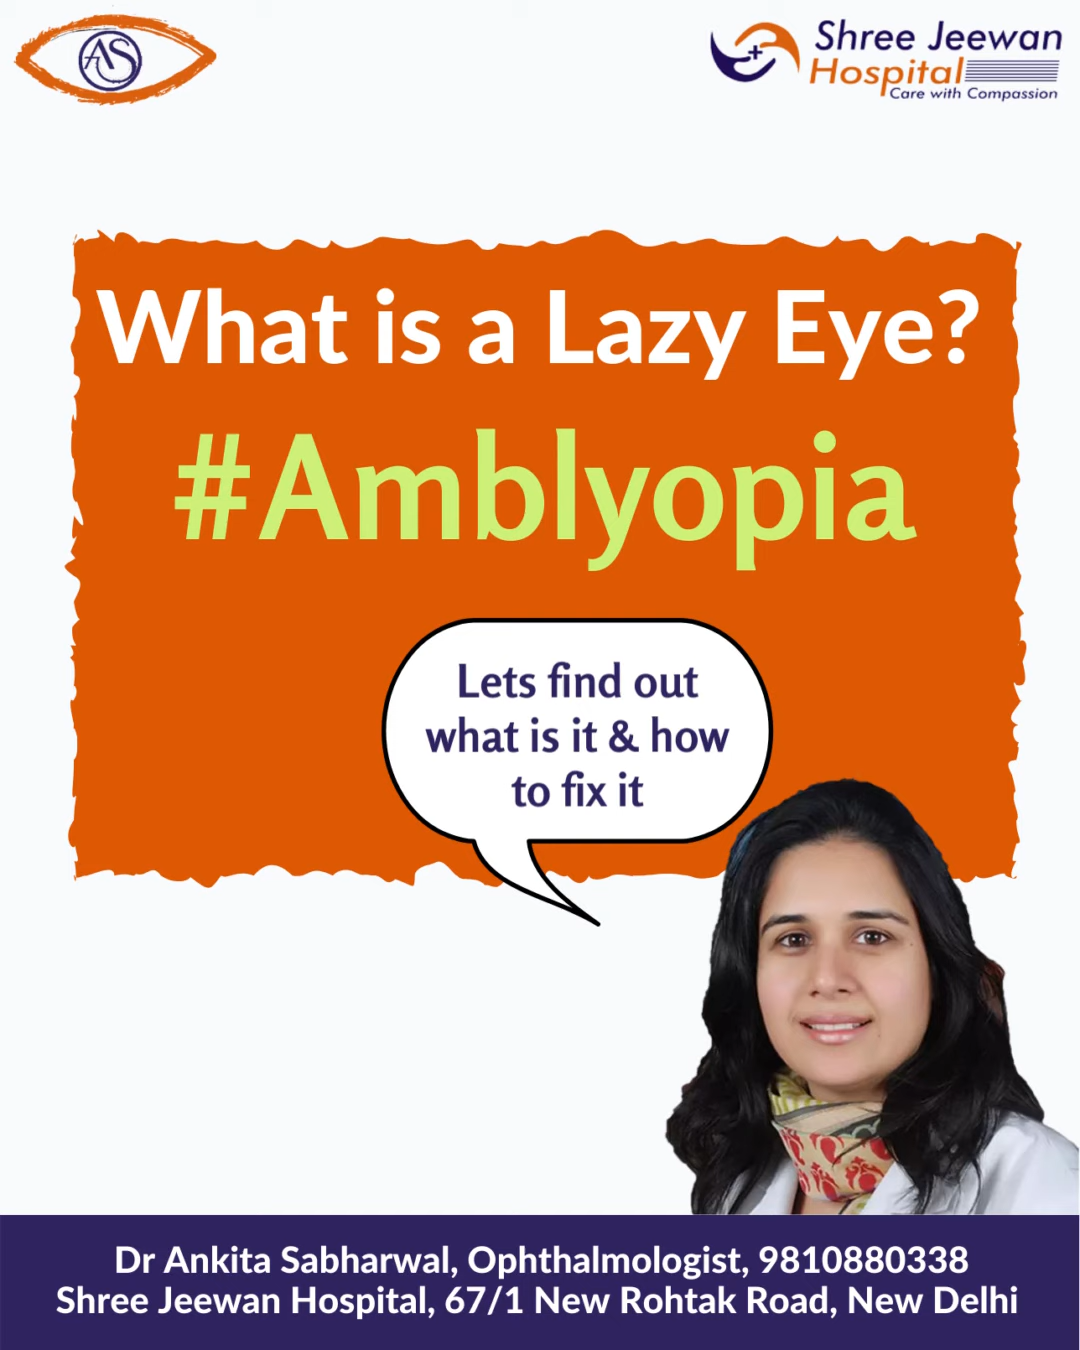 AS
Shree Jeewan
Hospital
Care with Compassion
What is a Lazy Eye?
#Amblyopia
Lets find out
what is it & how
to fix it
Dr Ankita Sabharwal, Ophthalmologist, 9810880338
Shree Jeewan Hospital, 67/1 New Rohtak Road, New Delhi